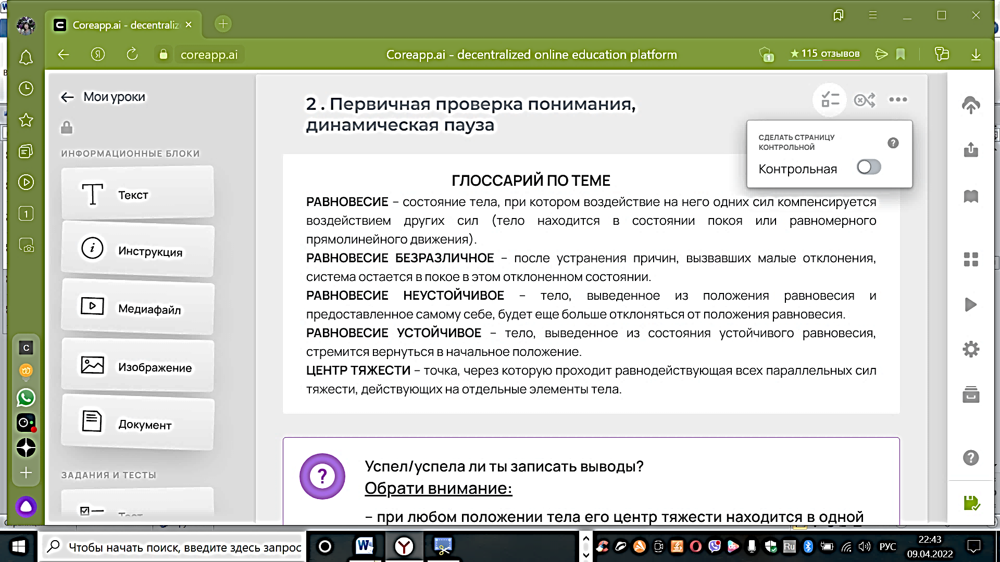 Coreapp.ai - decentraliz
coreapp.ai
Coreapp.ai - decentralized online education platform
1
★ 115 отзывов
1
Мои уроки
ИНФОРМАЦИОННЫЕ БЛОКИ
Текст
Инструкция
Медиафайл
Изображение
Документ
ЗАДАНИЯ И ТЕСТЫ
Тест
2 . Первичная проверка понимания,
динамическая пауза
СДЕЛАТЬ СТРАНИЦУ
КОНТРОЛЬНОЙ
?
Контрольная
ГЛОССАРИЙ ПО ТЕМЕ
РАВНОВЕСИЕ – состояние тела, при котором воздействие на него одних сил компенсируется
воздействием других сил (тело находится в состоянии покоя или равномерного
прямолинейного движения).
РАВНОВЕСИЕ БЕЗРАЗЛИЧНОЕ – после устранения причин, вызвавших малые отклонения,
система остается в покое в этом отклоненном состоянии.
РАВНОВЕСИЕ НЕУСТОЙЧИВОЕ – тело, выведенное из положения равновесия и
предоставленное самому себе, будет еще больше отклоняться от положения равновесия.
РАВНОВЕСИЕ УСТОЙЧИВОЕ – тело, выведенное из состояния устойчивого равновесия,
стремится вернуться в начальное положение.
ЦЕНТР ТЯЖЕСТИ – точка, через которую проходит равнодействующая всех параллельных сил
тяжести, действующих на отдельные элементы тела.
?
Успел/успела ли ты записать выводы?
Обрати внимание:
– при любом положении тела его центр тяжести находится в одной
?
Чтобы начать поиск, введите здесь запрос
Ru
РУС
22:43
09.04.2022